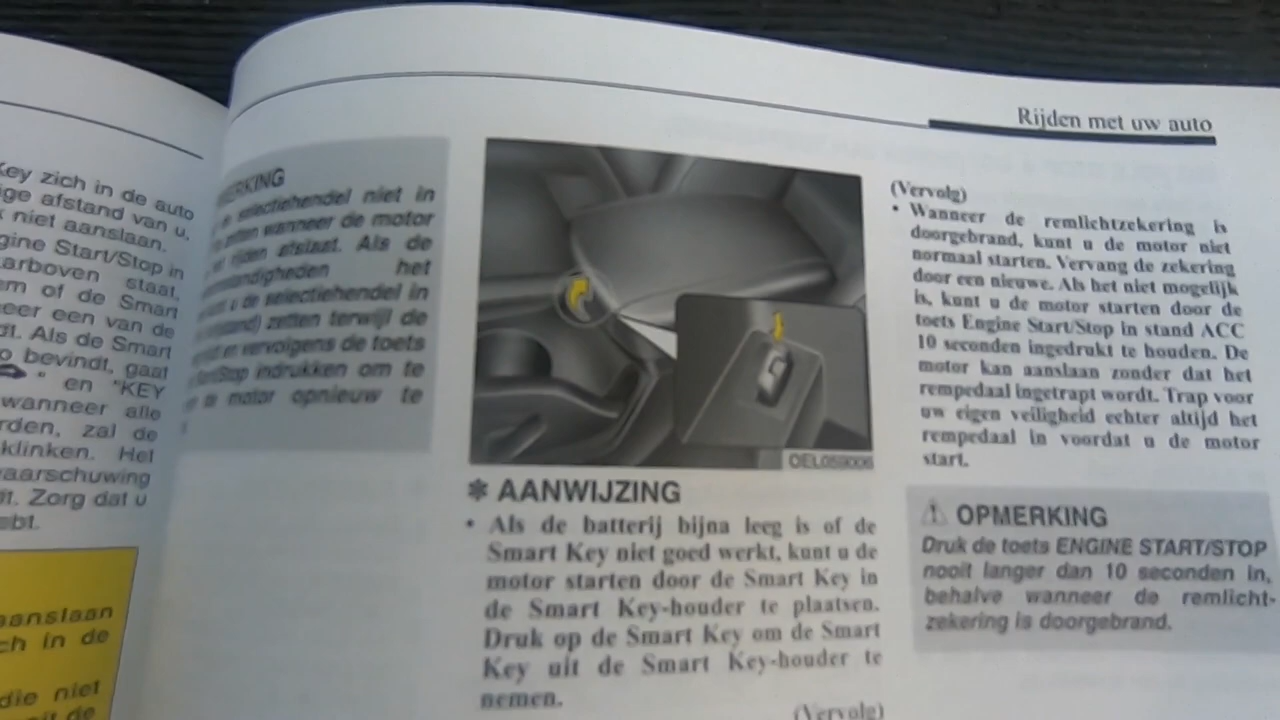 Key zich in de auto
afstand van u,
niet aanslaan.
Start/Stop in
staat,
of de Smart
een van de
Als de Smart
bevindt, gaat
" en "KEY
wanneer alle
zal de
klinken. Het
Zorg dat u
aanslaan
in de
die niet
de
Rijden met uw auto
selectiehendel niet in
wanneer de motor
afslaat. Als de
het
u de selectiehendel in
zetten terwijl de
en vervolgens de toets
indrukken om te
motor opnieuw te
OEL059006
✽ AANWIJZING
• Als de batterij bijna leeg is of de
Smart Key niet goed werkt, kunt u de
motor starten door de Smart Key in
de Smart Key-houder te plaatsen.
Druk op de Smart Key om de Smart
Key uit de Smart Key-houder te
nemen.
(Vervolg)
(Vervolg)
• Wanneer de remlichtzekering is
doorgebrand, kunt u de motor niet
normaal starten. Vervang de zekering
door een nieuwe. Als het niet mogelijk
is, kunt u de motor starten door de
toets Engine Start/Stop in stand ACC
10 seconden ingedrukt te houden. De
motor kan aanslaan zonder dat het
rempedaal ingetrapt wordt. Trap voor
uw eigen veiligheid echter altijd het
rempedaal in voordat u de motor
start.
⚠ OPMERKING
Druk de toets ENGINE START/STOP
nooit langer dan 10 seconden in,
behalve wanneer de remlicht-
zekering is doorgebrand.